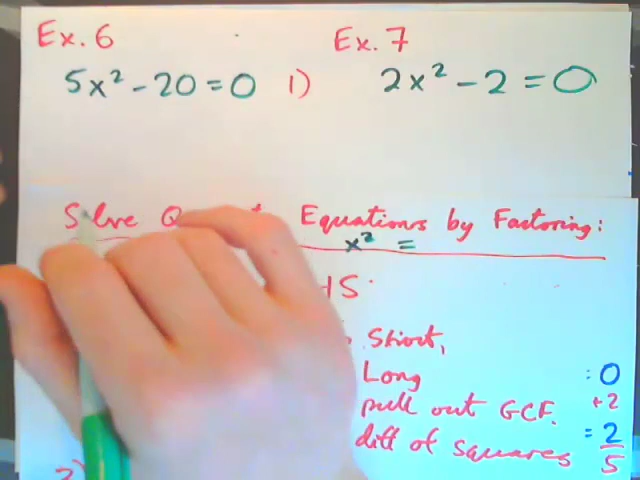 Ex. 6 Ex. 7
5x² - 20 = 0 1) 2x² - 2 = 0
Solve Equations by Factoring:
x² =
Short,
Long : 0
pull out GCF. +2
diff of squares = 2/5
2)